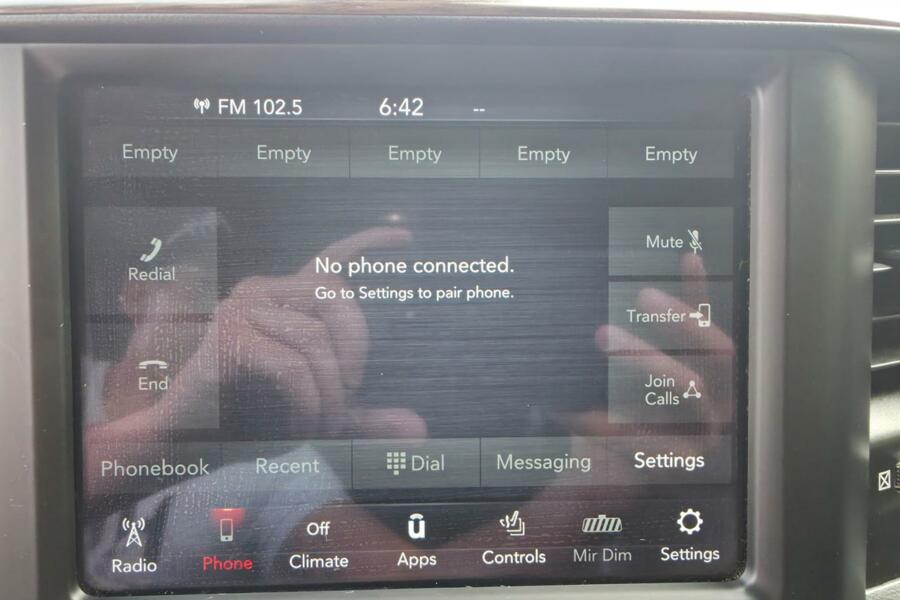 FM 102.5 6:42 --
Empty Empty Empty Empty Empty
Redial
End
No phone connected.
Go to Settings to pair phone.
Mute
Transfer
Join
Calls
Phonebook Recent Dial Messaging Settings
Off
Radio Phone Climate Apps Controls Mir Dim Settings